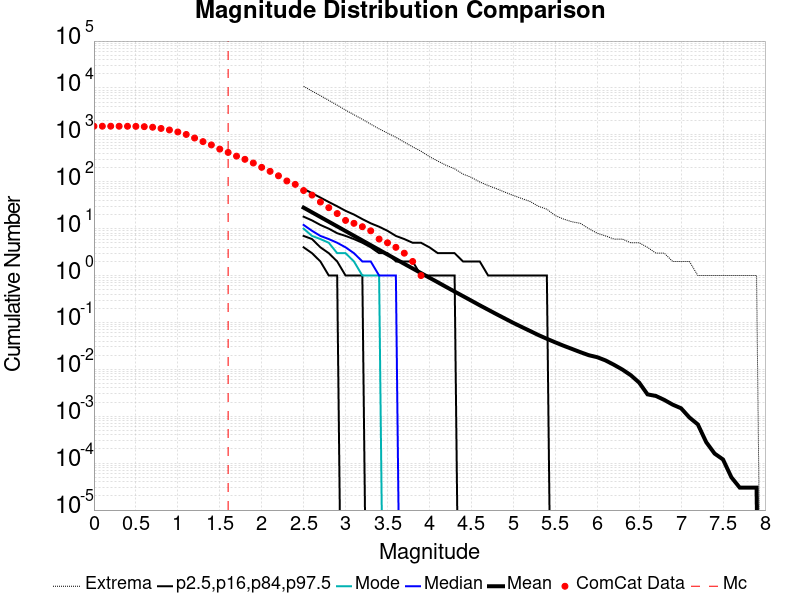 Magnitude Distribution Comparison
10^5
10^4
10^3
10^2
10^1
10^0
10^-1
10^-2
10^-3
10^-4
10^-5
Cumulative Number
0 0.5 1 1.5 2 2.5 3 3.5 4 4.5 5 5.5 6 6.5 7 7.5 8
Magnitude
Extrema p2.5,p16,p84,p97.5 Mode Median Mean ComCat Data Mc